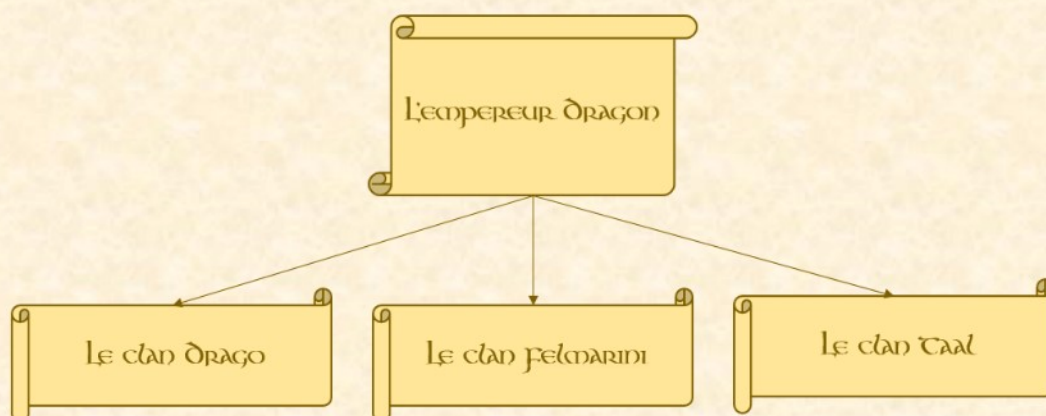 L'empereur dragon
Le clan Drago
Le clan Felmarini
Le clan Taal